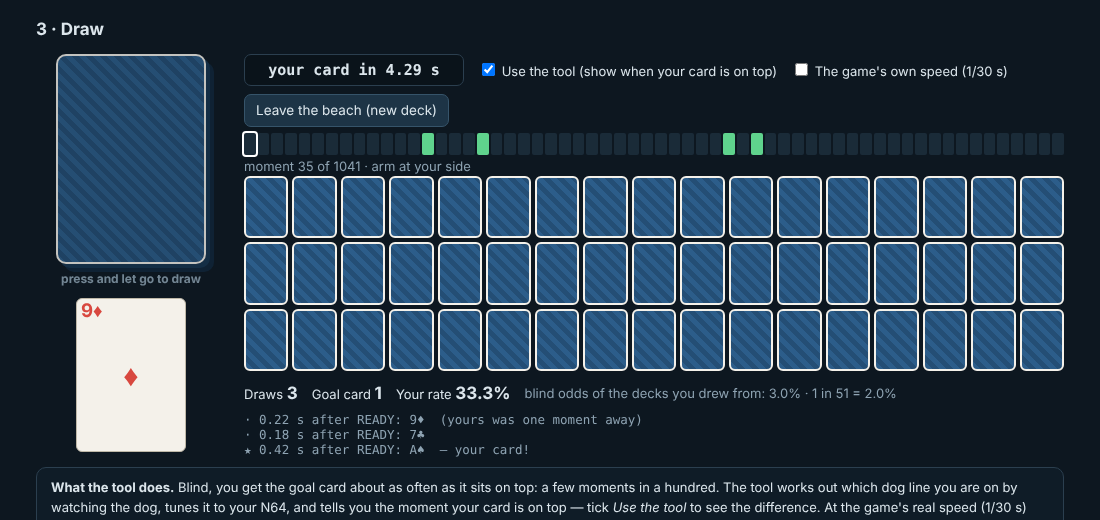 3 · Draw
your card in 4.29 s
Use the tool (show when your card is on top)
The game's own speed (1/30 s)
Leave the beach (new deck)
moment 35 of 1041 · arm at your side
press and let go to draw
9♦
♦
Draws 3 Goal card 1 Your rate 33.3% blind odds of the decks you drew from: 3.0% · 1 in 51 = 2.0%
· 0.22 s after READY: 9♦ (yours was one moment away)
· 0.18 s after READY: 7♣
★ 0.42 s after READY: A♠ — your card!
What the tool does. Blind, you get the goal card about as often as it sits on top: a few moments in a hundred. The tool works out which dog line you are on by
watching the dog, tunes it to your N64, and tells you the moment your card is on top — tick Use the tool to see the difference. At the game's real speed (1/30 s)